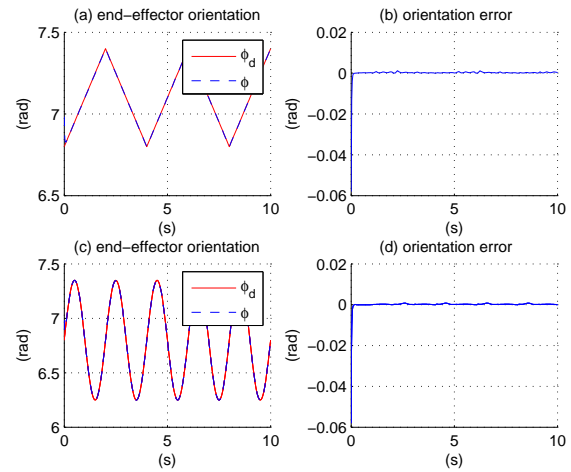 (a) end-effector orientation
7.5
7
6.5
(rad)
0
5
10
(s)
ϕd
ϕ
(b) orientation error
0.02
0
−0.02
−0.04
−0.06
(rad)
0
5
10
(s)
(c) end-effector orientation
7.5
7
6.5
6
(rad)
0
5
10
(s)
ϕd
ϕ
(d) orientation error
0.02
0
−0.02
−0.04
−0.06
(rad)
0
5
10
(s)